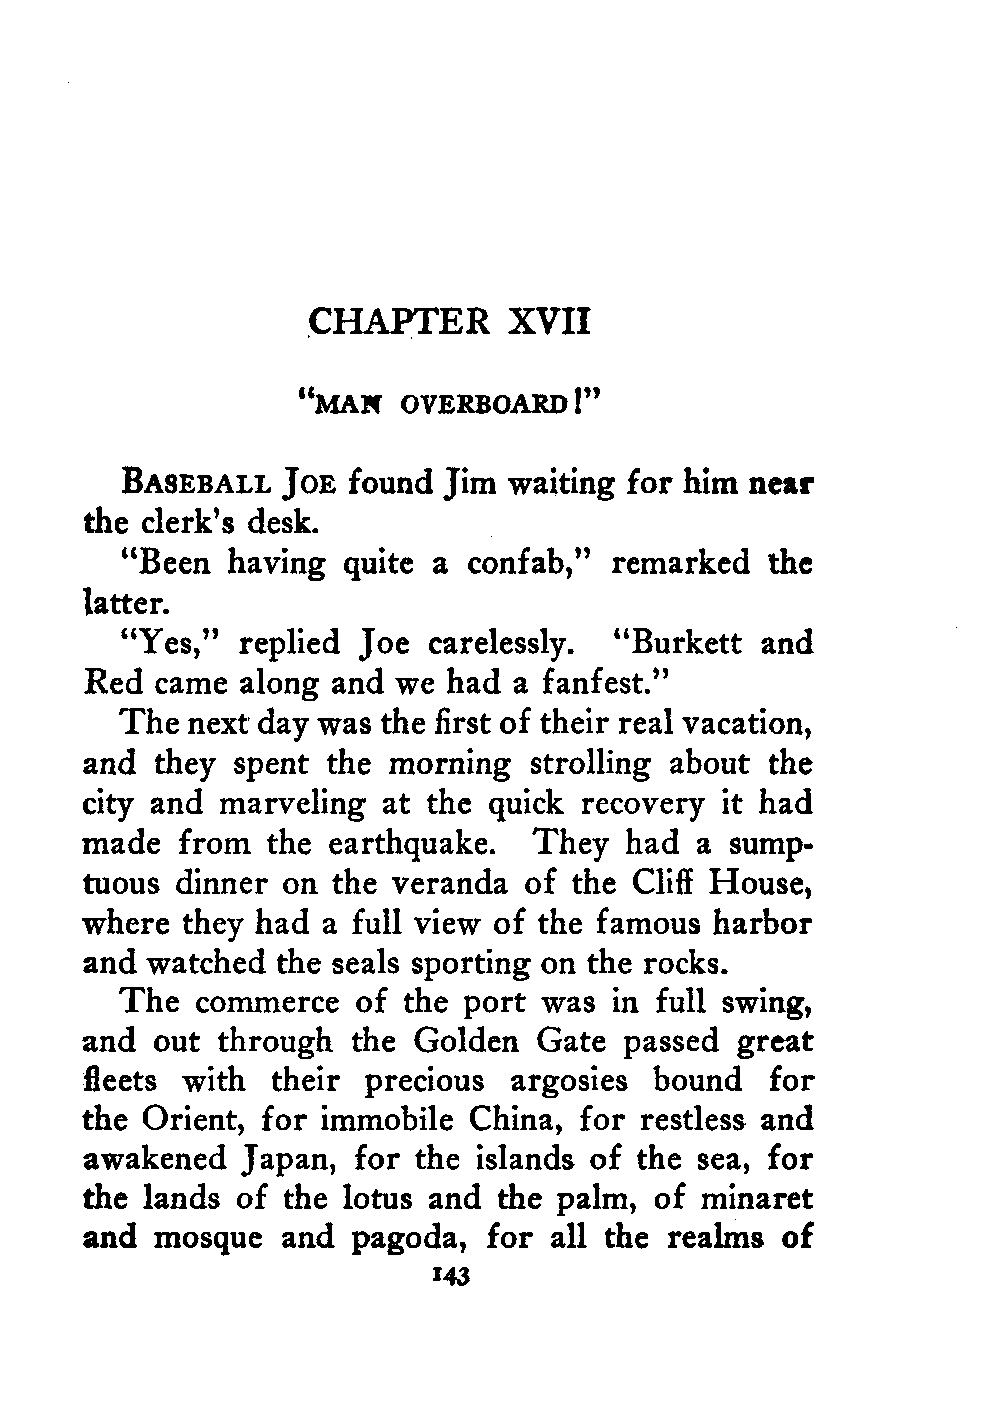 CHAPTER XVII
"MAN OVERBOARD!"
BASEBALL JOE found Jim waiting for him near
the clerk's desk.
"Been having quite a confab," remarked the
latter.
"Yes," replied Joe carelessly. "Burkett and
Red came along and we had a fanfest."
The next day was the first of their real vacation,
and they spent the morning strolling about the
city and marveling at the quick recovery it had
made from the earthquake. They had a sump-
tuous dinner on the veranda of the Cliff House,
where they had a full view of the famous harbor
and watched the seals sporting on the rocks.
The commerce of the port was in full swing,
and out through the Golden Gate passed great
fleets with their precious argosies bound for
the Orient, for immobile China, for restless and
awakened Japan, for the islands of the sea, for
the lands of the lotus and the palm, of minaret
and mosque and pagoda, for all the realms of
143